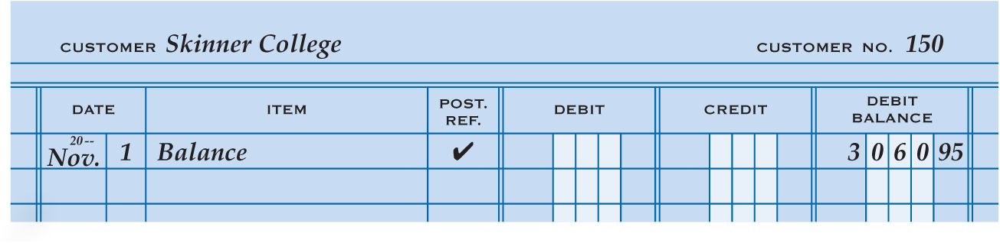 CUSTOMER Skinner College CUSTOMER NO. 150
DATE ITEM POST. REF. DEBIT CREDIT DEBIT BALANCE
20--
Nov. 1 Balance ✔ 3 0 6 0 95